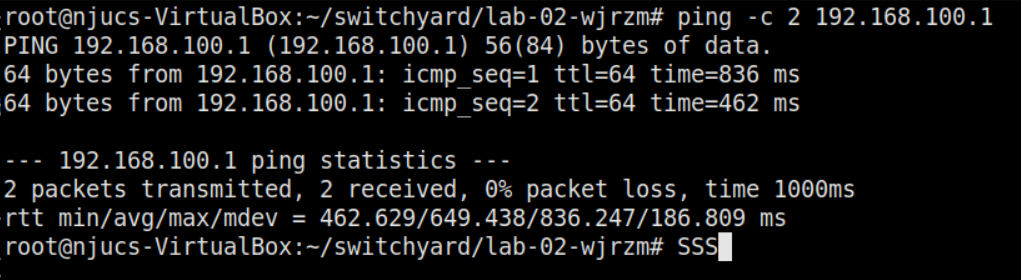 root@njucs-VirtualBox:~/switchyard/lab-02-wjrzm# ping -c 2 192.168.100.1
PING 192.168.100.1 (192.168.100.1) 56(84) bytes of data.
64 bytes from 192.168.100.1: icmp_seq=1 ttl=64 time=836 ms
64 bytes from 192.168.100.1: icmp_seq=2 ttl=64 time=462 ms
--- 192.168.100.1 ping statistics ---
2 packets transmitted, 2 received, 0% packet loss, time 1000ms
rtt min/avg/max/mdev = 462.629/649.438/836.247/186.809 ms
root@njucs-VirtualBox:~/switchyard/lab-02-wjrzm# SSS